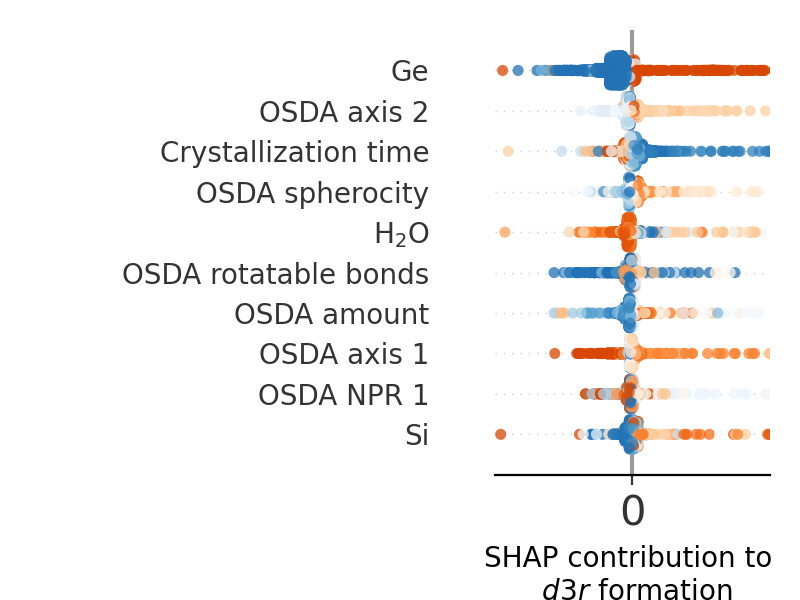 Ge
OSDA axis 2
Crystallization time
OSDA spherocity
H₂O
OSDA rotatable bonds
OSDA amount
OSDA axis 1
OSDA NPR 1
Si
0
SHAP contribution to
d3r formation